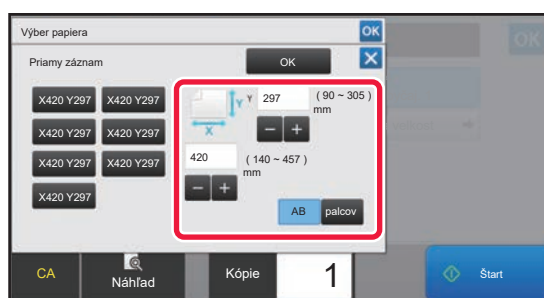 Výber papiera
OK
OK
Priamy záznam
OK
X420 Y297
X420 Y297
X420 Y297
X420 Y297
X420 Y297
X420 Y297
X420 Y297
Y
X
Y
297
( 90 ~ 305 )
mm
420
( 140 ~ 457 )
mm
AB
palcov
CA
Náhľad
Kópie
1
Štart